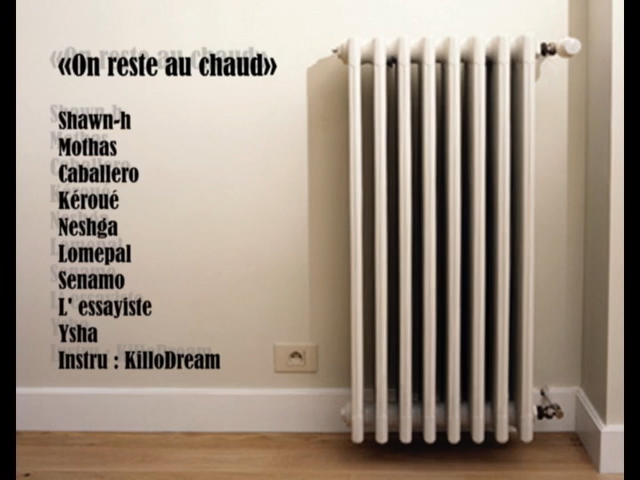 «On reste au chaud»
Shawn-h
Mothas
Caballero
Kéroué
Neshga
Lomepal
Senamo
L' essayiste
Ysha
Instru : KilloDream